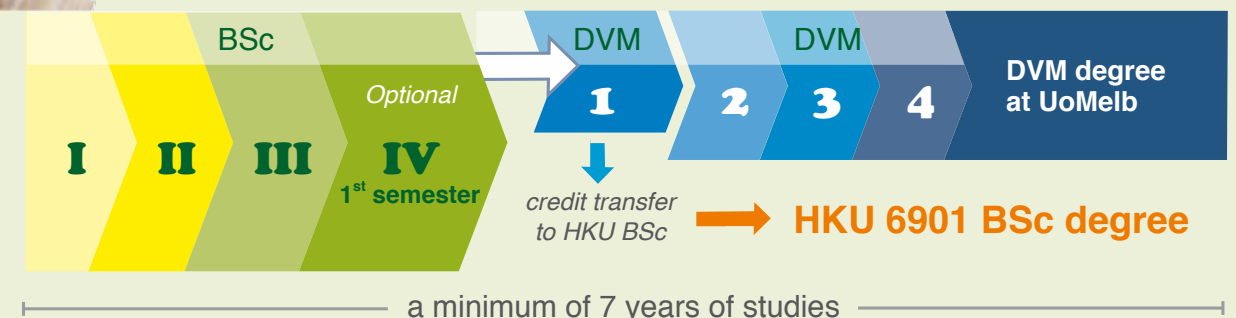 BSc
I
II
III
Optional
IV
1st semester
DVM
1
credit transfer
to HKU BSc
DVM
2
3
4
DVM degree
at UoMelb
HKU 6901 BSc degree
a minimum of 7 years of studies